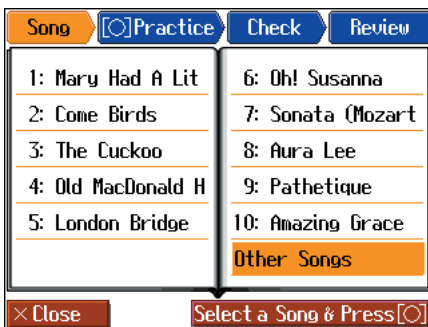 Song [○]Practice Check Review
1: Mary Had A Lit
2: Come Birds
3: The Cuckoo
4: Old MacDonald H
5: London Bridge
6: Oh! Susanna
7: Sonata (Mozart
8: Aura Lee
9: Pathetique
10: Amazing Grace
Other Songs
×Close
Select a Song & Press[○]